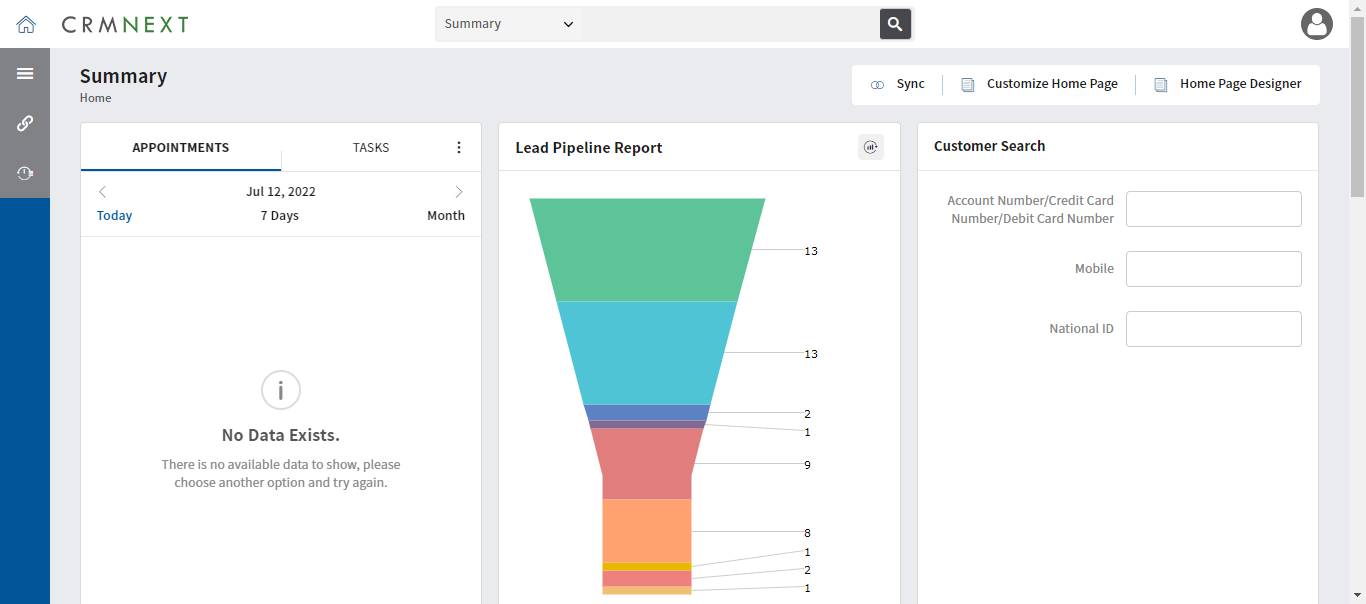 CRMNEXT
Summary
Summary
Home
Sync
Customize Home Page
Home Page Designer
APPOINTMENTS
TASKS
Jul 12, 2022
Today
7 Days
Month
No Data Exists.
There is no available data to show, please
choose another option and try again.
Lead Pipeline Report
13
13
2
1
9
8
1
2
1
Customer Search
Account Number/Credit Card
Number/Debit Card Number
Mobile
National ID